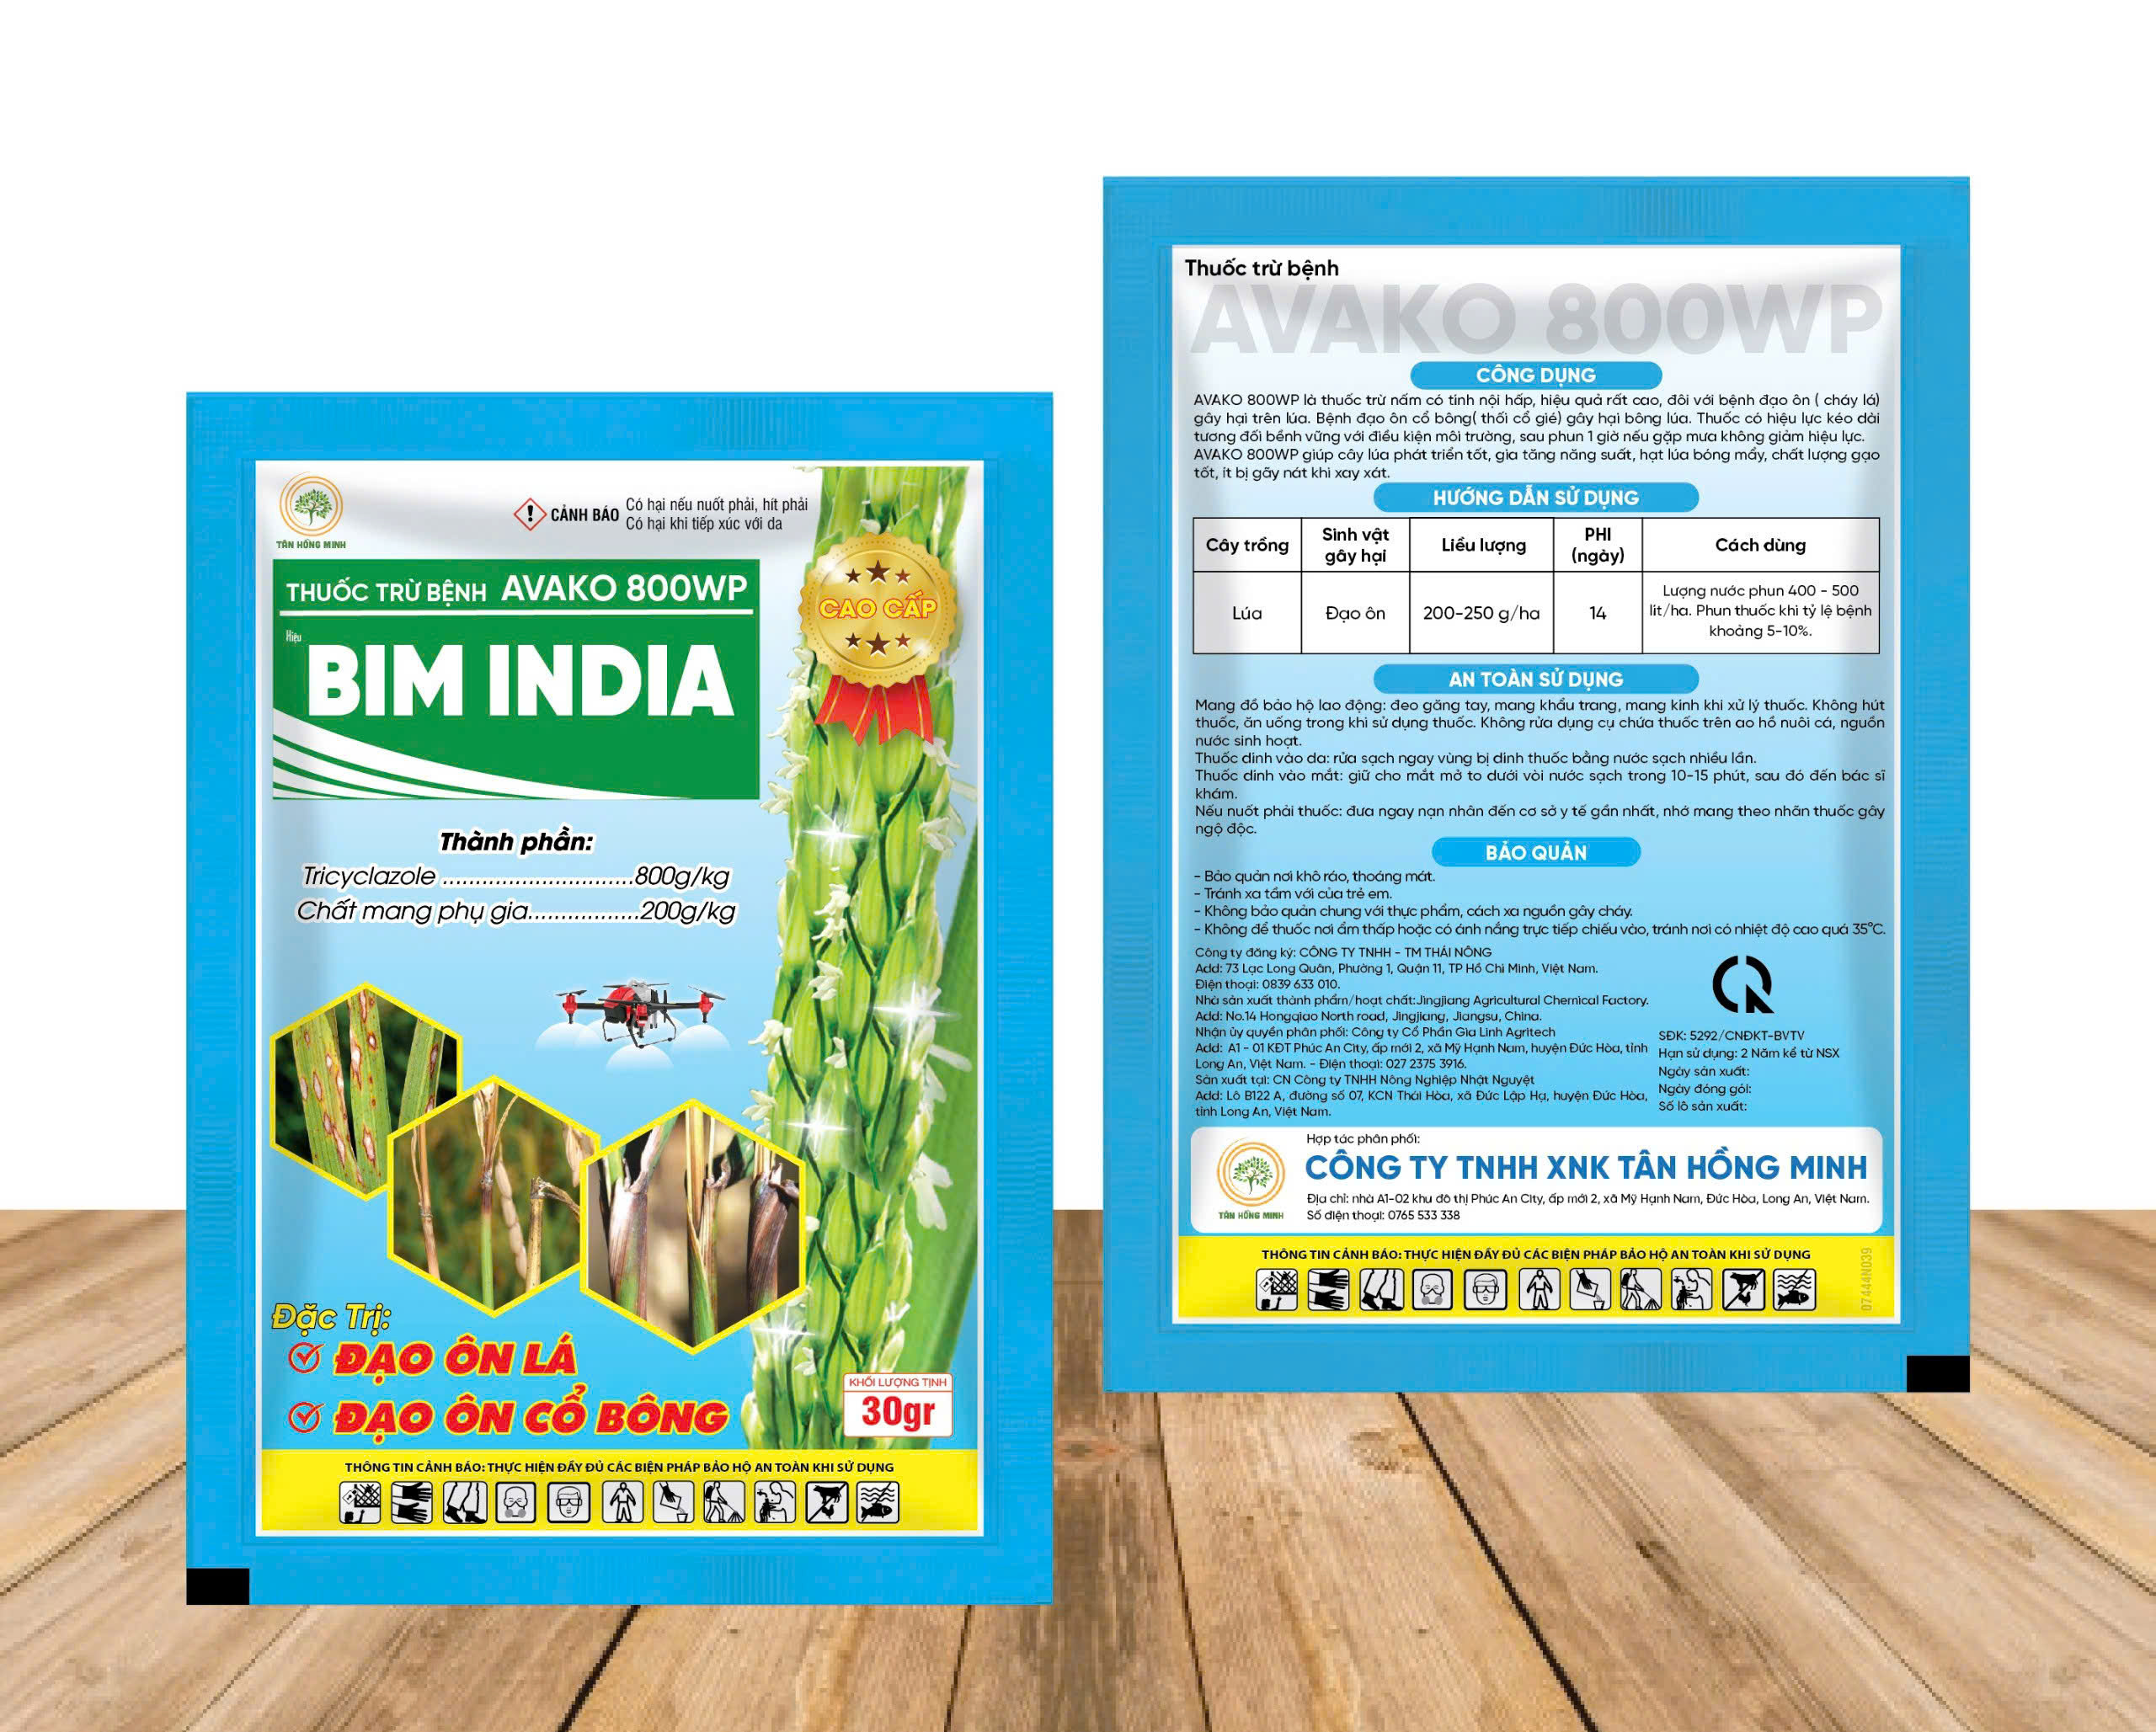 TÂN HỒNG MINH
CẢNH BÁO
Có hại nếu nuốt phải, hít phải
Có hại khi tiếp xúc với da
THUỐC TRỪ BỆNH AVAKO 800WP
Hiệu
BIM INDIA
CAO CẤP
Thành phần:
Tricyclazole .............................800g/kg
Chất mang phụ gia.................200g/kg
Đặc Trị:
ĐẠO ÔN LÁ
ĐẠO ÔN CỔ BÔNG
KHỐI LƯỢNG TỊNH
30gr
THÔNG TIN CẢNH BÁO: THỰC HIỆN ĐẦY ĐỦ CÁC BIỆN PHÁP BẢO HỘ AN TOÀN KHI SỬ DỤNG
Thuốc trừ bệnh
AVAKO 800WP
CÔNG DỤNG
AVAKO 800WP là thuốc trừ nấm có tính nội hấp, hiệu quả rất cao, đôi với bệnh đạo ôn ( cháy lá)
gây hại trên lúa. Bệnh đạo ôn cổ bông( thối cổ gié) gây hại bông lúa. Thuốc có hiệu lực kéo dài
tương đối bềnh vững với điều kiện môi trường, sau phun 1 giờ nếu gặp mưa không giảm hiệu lực.
AVAKO 800WP giúp cây lúa phát triển tốt, gia tăng năng suất, hạt lúa bóng mẩy, chất lượng gạo
tốt, ít bị gãy nát khi xay xát.
HƯỚNG DẪN SỬ DỤNG
Cây trồng
Sinh vật
gây hại
Liều lượng
PHI
(ngày)
Cách dùng
Lúa
Đạo ôn
200-250 g/ha
14
Lượng nước phun 400 - 500
lít/ha. Phun thuốc khi tỷ lệ bệnh
khoảng 5-10%.
AN TOÀN SỬ DỤNG
Mang đồ bảo hộ lao động: đeo găng tay, mang khẩu trang, mang kính khi xử lý thuốc. Không hút
thuốc, ăn uống trong khi sử dụng thuốc. Không rửa dụng cụ chứa thuốc trên ao hồ nuôi cá, nguồn
nước sinh hoạt.
Thuốc dính vào da: rửa sạch ngay vùng bị dính thuốc bằng nước sạch nhiều lần.
Thuốc dính vào mắt: giữ cho mắt mở to dưới vòi nước sạch trong 10-15 phút, sau đó đến bác sĩ
khám.
Nếu nuốt phải thuốc: đưa ngay nạn nhân đến cơ sở y tế gần nhất, nhớ mang theo nhãn thuốc gây
ngộ độc.
BẢO QUẢN
- Bảo quản nơi khô ráo, thoáng mát.
- Tránh xa tầm với của trẻ em.
- Không bảo quản chung với thực phẩm, cách xa nguồn gây cháy.
- Không để thuốc nơi ẩm thấp hoặc có ánh nắng trực tiếp chiếu vào, tránh nơi có nhiệt độ cao quá 35°C.
Công ty đăng ký: CÔNG TY TNHH - TM THÁI NÔNG
Add: 73 Lạc Long Quân, Phường 1, Quận 11, TP Hồ Chí Minh, Việt Nam.
Điện thoại: 0839 633 010.
Nhà sản xuất thành phẩm/hoạt chất: Jingjiang Agricultural Chemical Factory.
Add: No.14 Hongqiao North road, Jingjiang, Jiangsu, China.
Nhận ủy quyền phân phối: Công ty Cổ Phần Gia Linh Agritech
Add: A1 - 01 KĐT Phúc An City, ấp mới 2, xã Mỹ Hạnh Nam, huyện Đức Hòa, tỉnh
Long An, Việt Nam. - Điện thoại: 027 2375 3916.
Sản xuất tại: CN Công ty TNHH Nông Nghiệp Nhật Nguyệt
Add: Lô B122 A, đường số 07, KCN Thái Hòa, xã Đức Lập Hạ, huyện Đức Hòa,
tỉnh Long An, Việt Nam.
SĐK: 5292/CNĐKT-BVTV
Hạn sử dụng: 2 Năm kể từ NSX
Ngày sản xuất:
Ngày đóng gói:
Số lô sản xuất:
TÂN HỒNG MINH
Hợp tác phân phối:
CÔNG TY TNHH XNK TÂN HỒNG MINH
Địa chỉ: nhà A1-02 khu đô thị Phúc An City, ấp mới 2, xã Mỹ Hạnh Nam, Đức Hòa, Long An, Việt Nam.
Số điện thoại: 0765 533 338
THÔNG TIN CẢNH BÁO: THỰC HIỆN ĐẦY ĐỦ CÁC BIỆN PHÁP BẢO HỘ AN TOÀN KHI SỬ DỤNG
07444N039